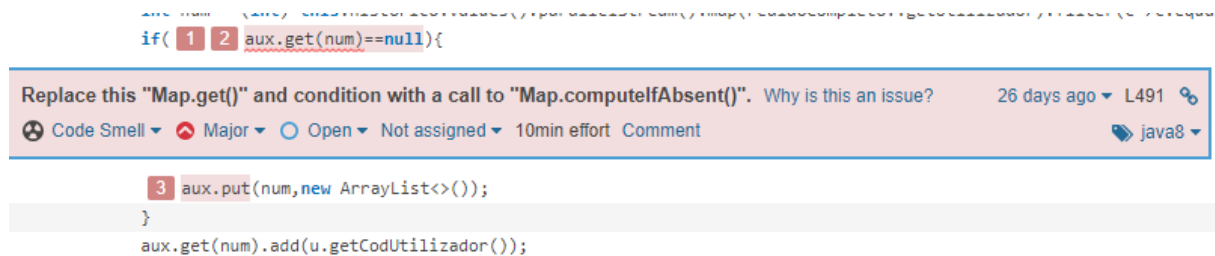 if( 1 2 aux.get(num)==null){
Replace this "Map.get()" and condition with a call to "Map.computeIfAbsent()". Why is this an issue? 26 days ago L491
Code Smell Major Open Not assigned 10min effort Comment java8
3 aux.put(num,new ArrayList<>());
}
aux.get(num).add(u.getCodUtilizador());